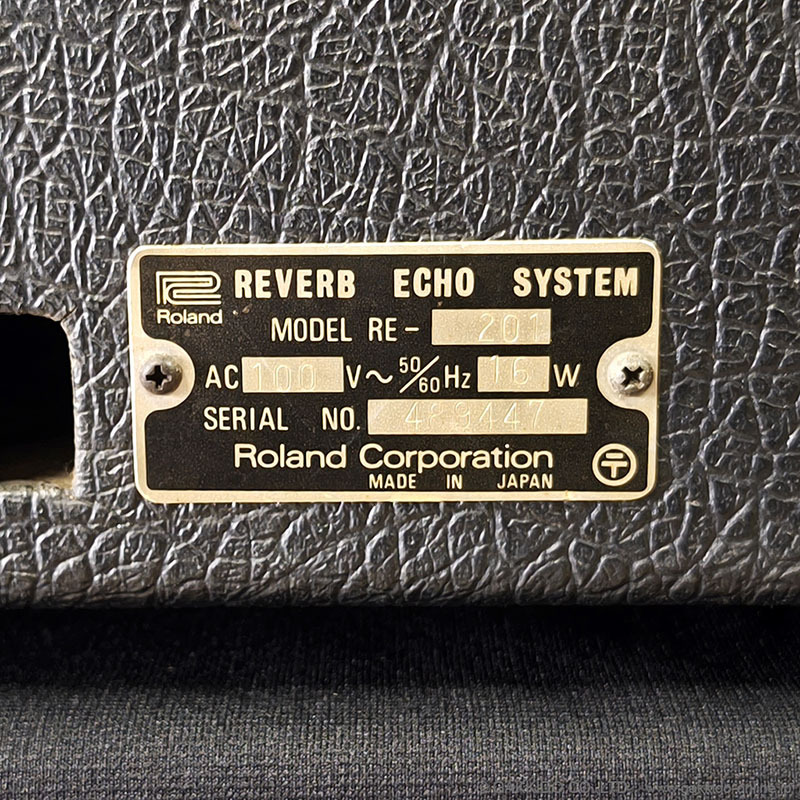 REVERB ECHO SYSTEM
Roland
MODEL RE- 201
AC 100 V~ 50/60 Hz 16 W
SERIAL NO. 489447
Roland Corporation
MADE IN JAPAN